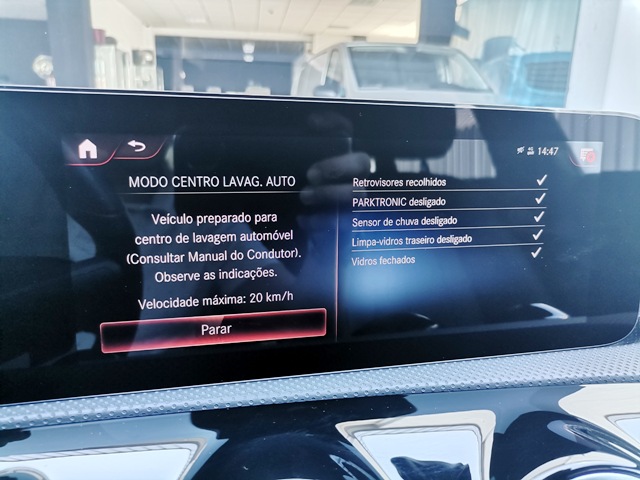 14:47
MODO CENTRO LAVAG. AUTO
Veículo preparado para
centro de lavagem automóvel
(Consultar Manual do Condutor).
Observe as indicações.
Velocidade máxima: 20 km/h
Parar
Retrovisores recolhidos
PARKTRONIC desligado
Sensor de chuva desligado
Limpa-vidros traseiro desligado
Vidros fechados